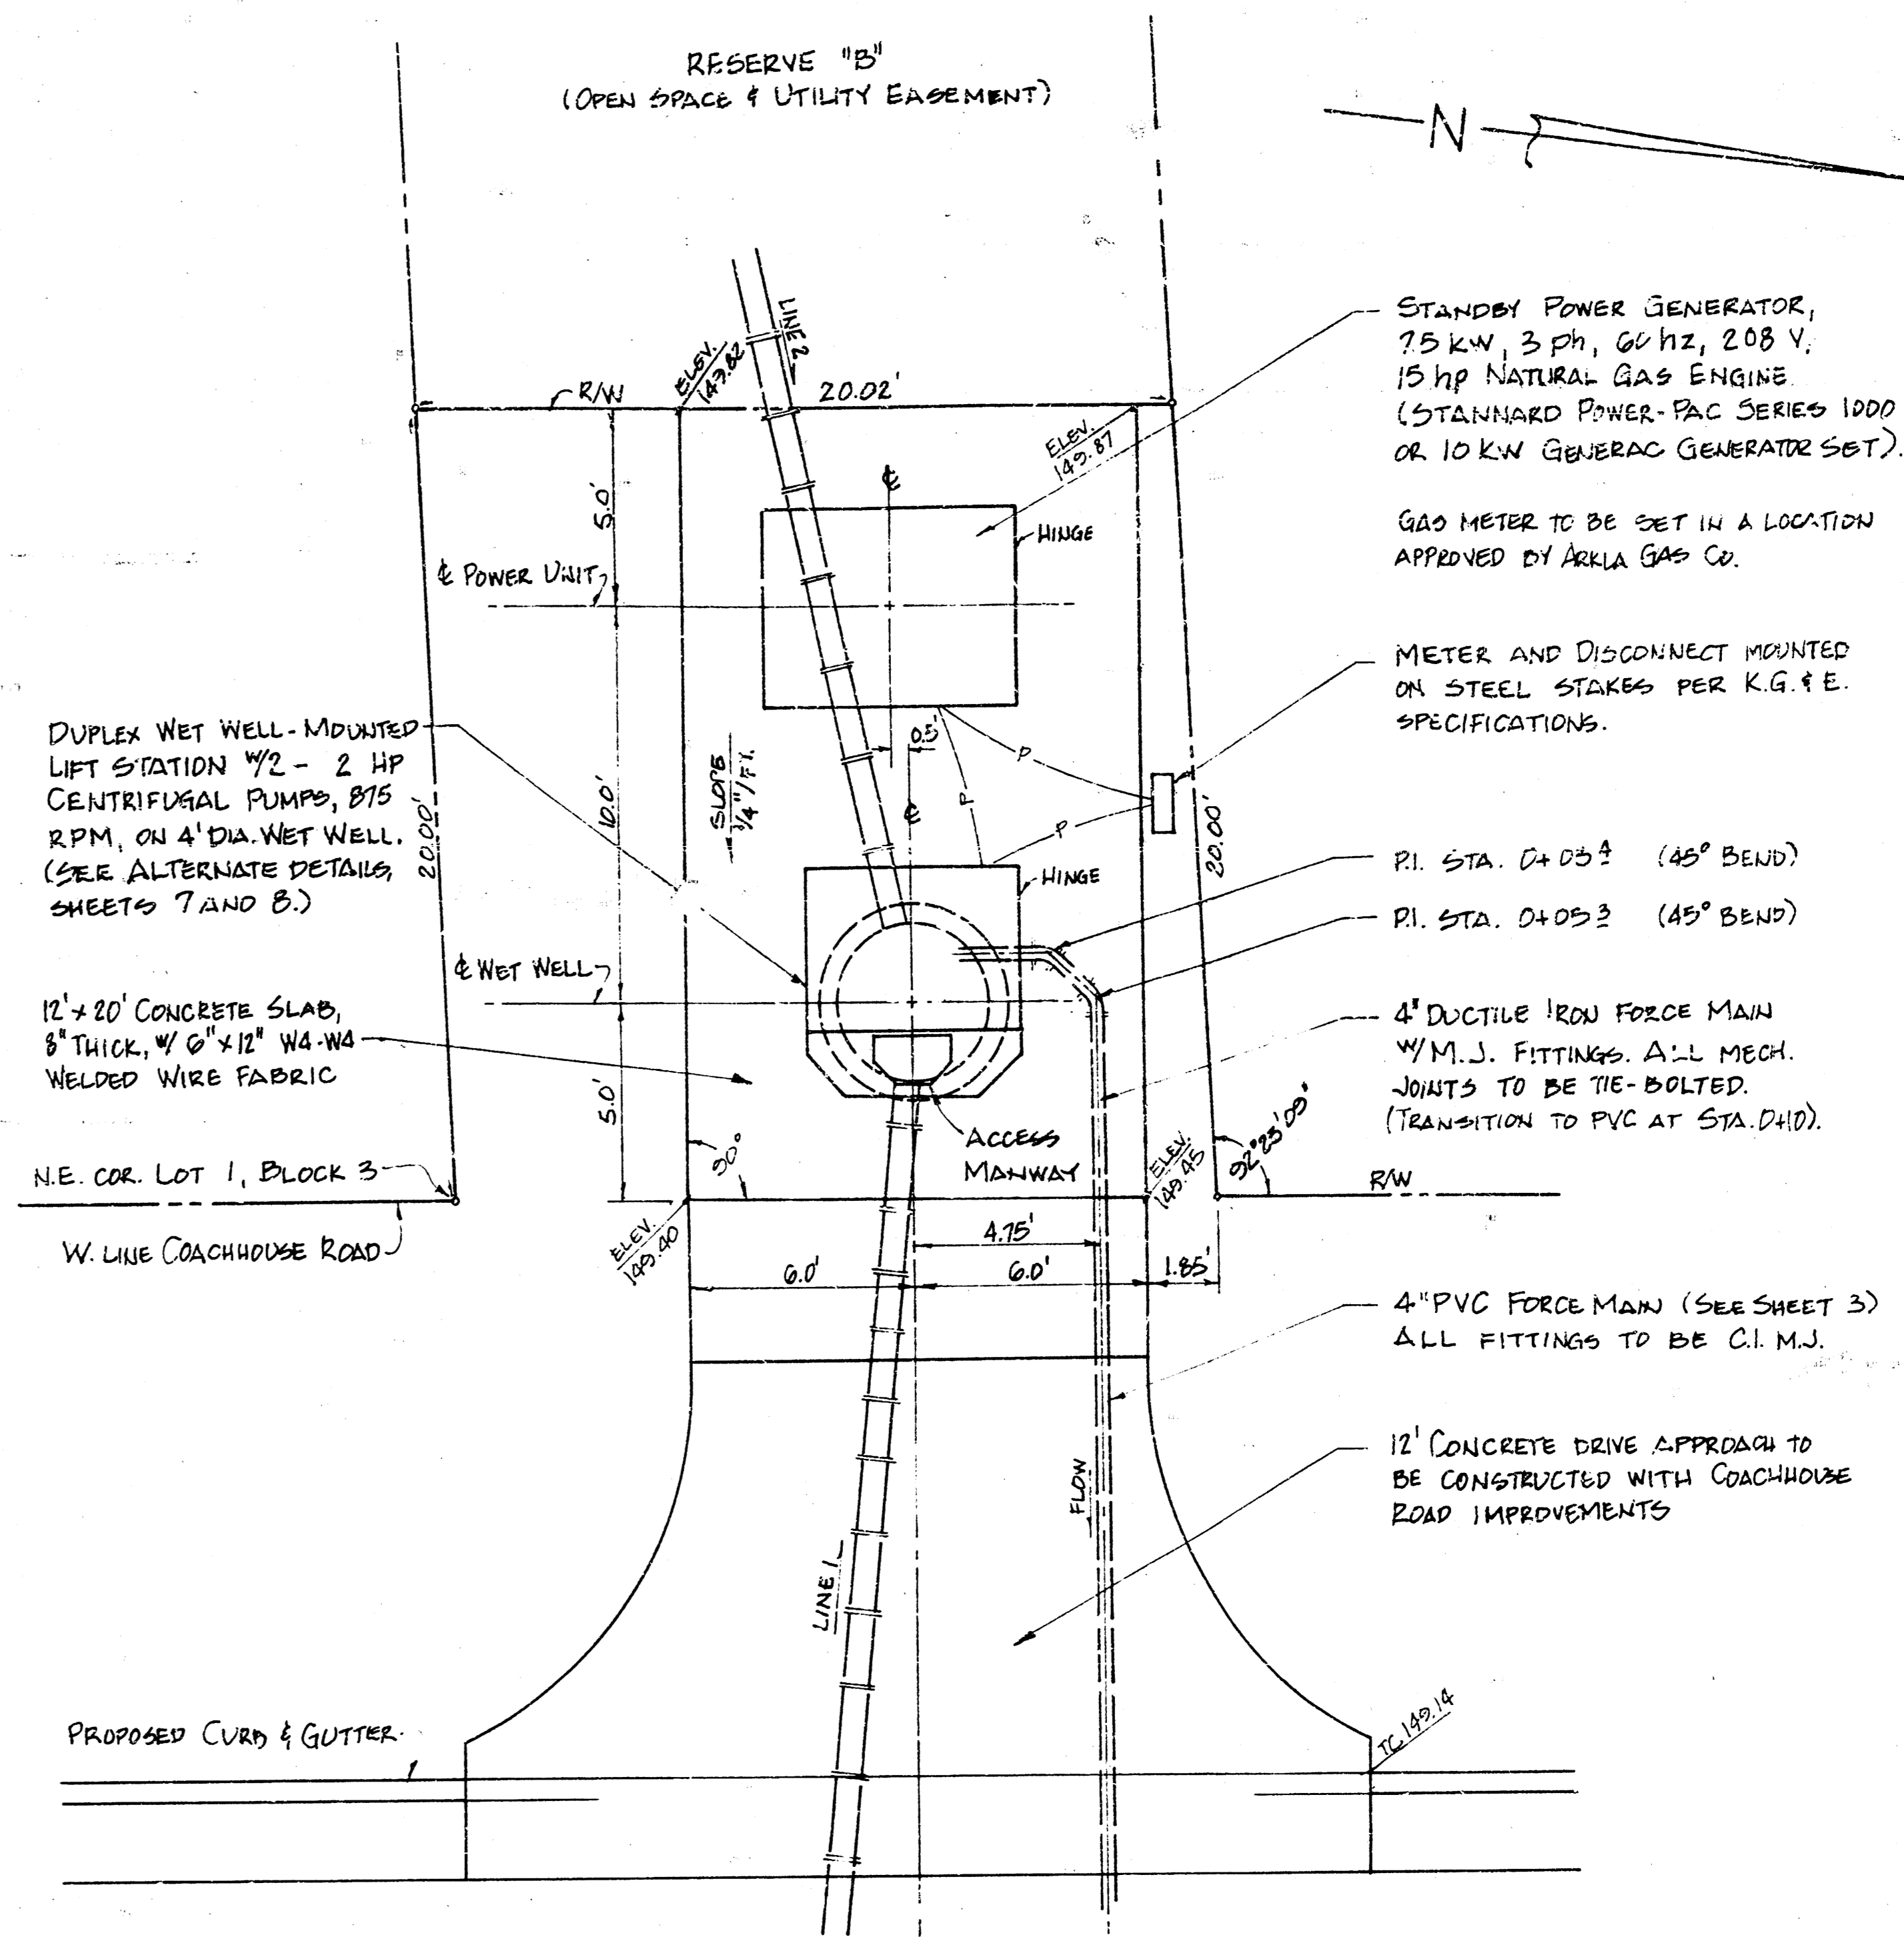 RESERVE "B"
(OPEN SPACE & UTILITY EASEMENT)
N
LINE 2
ELEV.
149.82
R/W
20.02'
ELEV.
149.87
STANDBY POWER GENERATOR,
7.5 KW, 3 ph, 60 hz, 208 V.
15 hp NATURAL GAS ENGINE
(STANNARD POWER-PAC SERIES 1000
OR 10 KW GENERAC GENERATOR SET).
GAS METER TO BE SET IN A LOCATION
APPROVED BY ARKLA GAS CO.
5.0'
℄
HINGE
℄ POWER UNIT
METER AND DISCONNECT MOUNTED
ON STEEL STAKES PER K.G. & E.
SPECIFICATIONS.
DUPLEX WET WELL-MOUNTED
LIFT STATION W/2 - 2 HP
CENTRIFUGAL PUMPS, 875
RPM, ON 4' DIA. WET WELL.
(SEE ALTERNATE DETAILS,
SHEETS 7 AND 8.)
20.00'
10.0'
SLOPE
1/4"/FT.
0.5'
℄
P
P
P
20.00'
HINGE
P.I. STA. 0+03.4 (45° BEND)
P.I. STA. 0+05.3 (45° BEND)
℄ WET WELL
12' x 20' CONCRETE SLAB,
8" THICK, W/ 6" x 12" W4-W4
WELDED WIRE FABRIC
5.0'
4" DUCTILE IRON FORCE MAIN
W/ M.J. FITTINGS. ALL MECH.
JOINTS TO BE TIE-BOLTED.
(TRANSITION TO PVC AT STA. 0+10).
ACCESS
MANWAY
90°
92°23'09"
N.E. COR. LOT 1, BLOCK 3
ELEV.
149.45
R/W
W. LINE COACHHOUSE ROAD
ELEV.
149.40
4.75'
6.0'
6.0'
1.85'
4" PVC FORCE MAIN (SEE SHEET 3)
ALL FITTINGS TO BE C.I. M.J.
12' CONCRETE DRIVE APPROACH TO
BE CONSTRUCTED WITH COACHHOUSE
ROAD IMPROVEMENTS
FLOW
LINE 1
PROPOSED CURB & GUTTER
TC 149.14